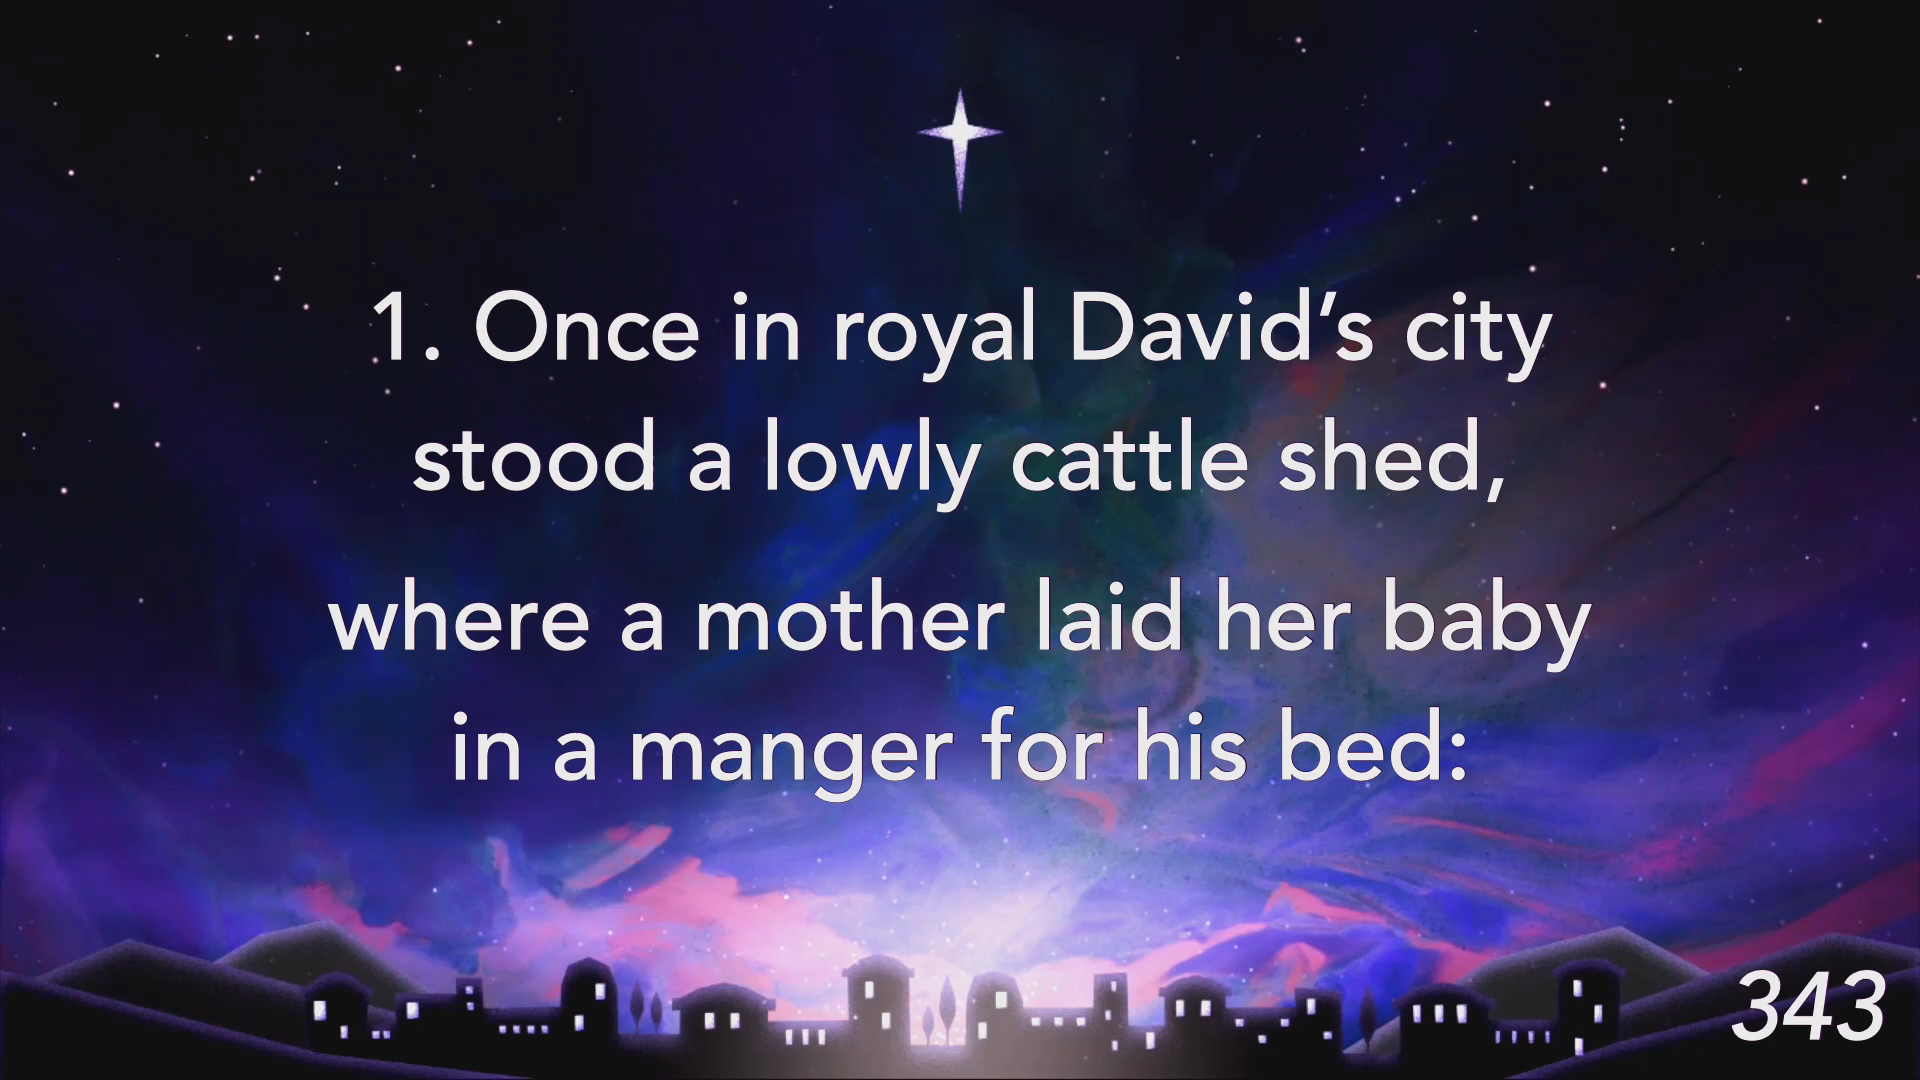 1. Once in royal David’s city
stood a lowly cattle shed,
where a mother laid her baby
in a manger for his bed:
343